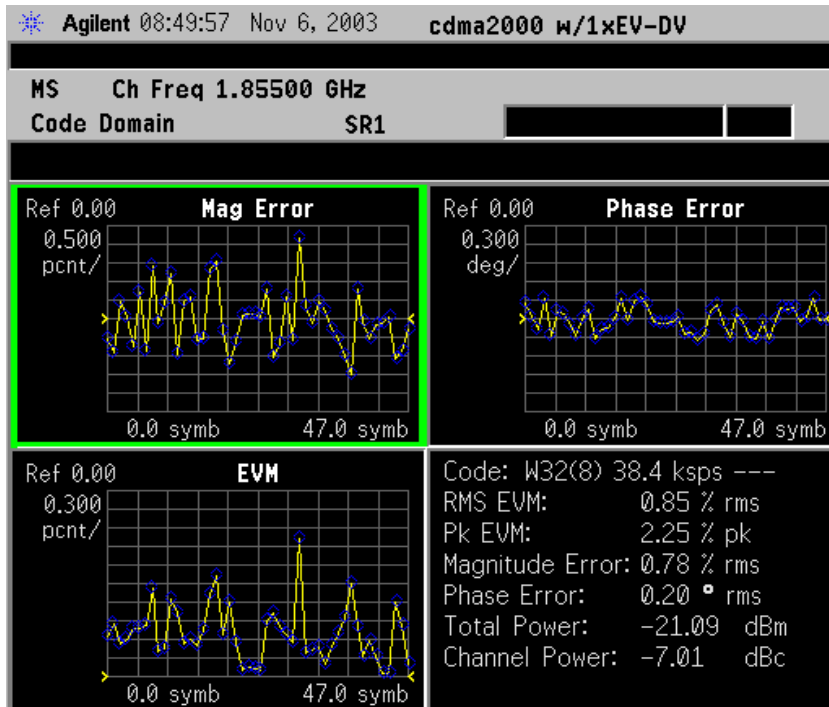 Agilent 08:49:57 Nov 6, 2003 cdma2000 w/1xEV-DV
MS Ch Freq 1.85500 GHz
Code Domain SR1
Ref 0.00 Mag Error
0.500
pcnt/
0.0 symb 47.0 symb
Ref 0.00 Phase Error
0.300
deg/
0.0 symb 47.0 symb
Ref 0.00 EVM
0.300
pcnt/
0.0 symb 47.0 symb
Code: W32(8) 38.4 ksps ---
RMS EVM: 0.85 % rms
Pk EVM: 2.25 % pk
Magnitude Error: 0.78 % rms
Phase Error: 0.20 ° rms
Total Power: -21.09 dBm
Channel Power: -7.01 dBc